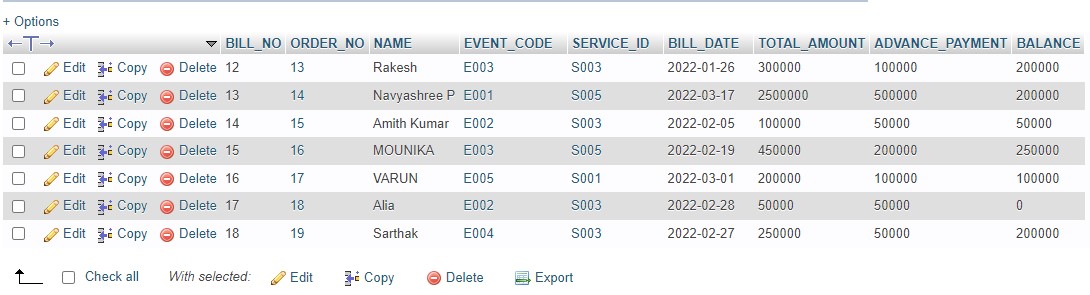 + Options
←T→ BILL_NO ORDER_NO NAME EVENT_CODE SERVICE_ID BILL_DATE TOTAL_AMOUNT ADVANCE_PAYMENT BALANCE
Edit Copy Delete 12 13 Rakesh E003 S003 2022-01-26 300000 100000 200000
Edit Copy Delete 13 14 Navyashree P E001 S005 2022-03-17 2500000 500000 200000
Edit Copy Delete 14 15 Amith Kumar E002 S003 2022-02-05 100000 50000 50000
Edit Copy Delete 15 16 MOUNIKA E003 S005 2022-02-19 450000 200000 250000
Edit Copy Delete 16 17 VARUN E005 S001 2022-03-01 200000 100000 100000
Edit Copy Delete 17 18 Alia E002 S003 2022-02-28 50000 50000 0
Edit Copy Delete 18 19 Sarthak E004 S003 2022-02-27 250000 50000 200000
Check all With selected: Edit Copy Delete Export